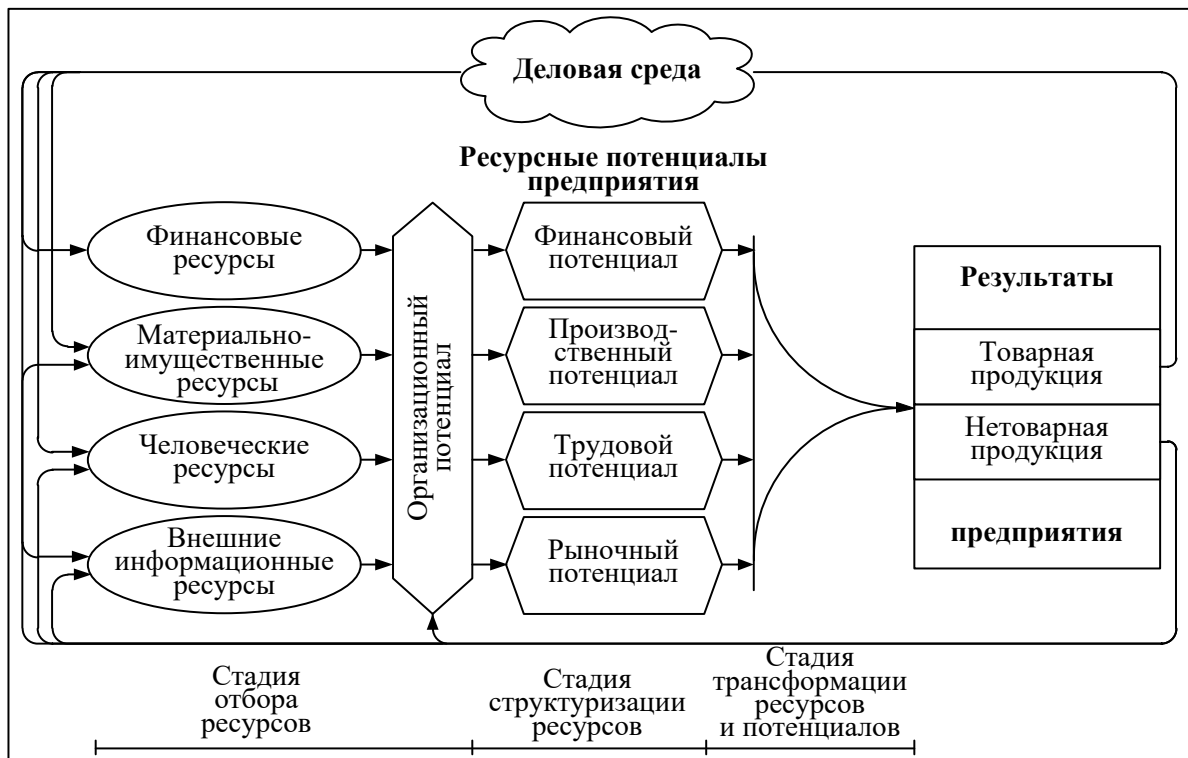 Деловая среда
Ресурсные потенциалы
предприятия
Финансовые
ресурсы
Материально-
имущественные
ресурсы
Человеческие
ресурсы
Внешние
информационные
ресурсы
Организационный
потенциал
Финансовый
потенциал
Производ-
ственный
потенциал
Трудовой
потенциал
Рыночный
потенциал
Результаты
Товарная
продукция
Нетоварная
продукция
предприятия
Стадия
отбора
ресурсов
Стадия
структуризации
ресурсов
Стадия
трансформации
ресурсов
и потенциалов